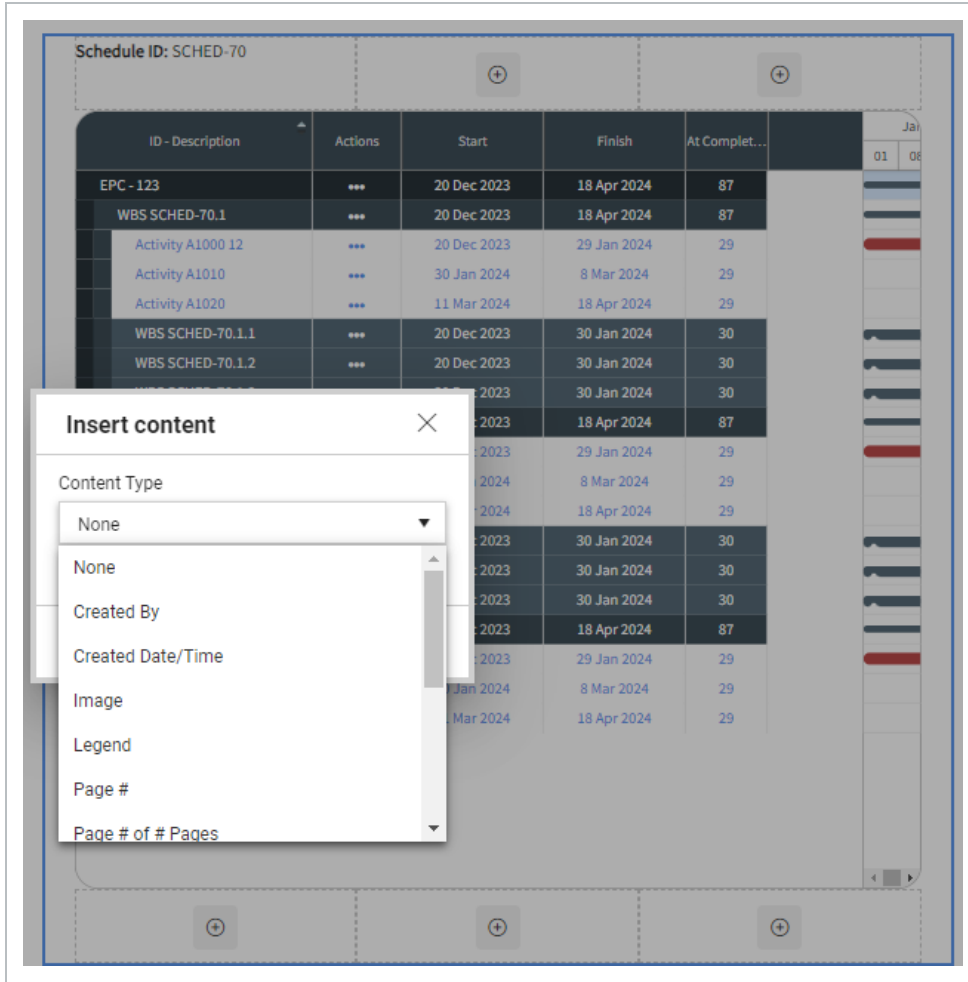 Schedule ID: SCHED-70
ID - Description Actions Start Finish At Complet...
01
EPC - 123 ••• 20 Dec 2023 18 Apr 2024 87
WBS SCHED-70.1 ••• 20 Dec 2023 18 Apr 2024 87
Activity A1000 12 ••• 20 Dec 2023 29 Jan 2024 29
Activity A1010 ••• 30 Jan 2024 8 Mar 2024 29
Activity A1020 ••• 11 Mar 2024 18 Apr 2024 29
WBS SCHED-70.1.1 ••• 20 Dec 2023 30 Jan 2024 30
WBS SCHED-70.1.2 ••• 20 Dec 2023 30 Jan 2024 30
2023 30 Jan 2024 30
2023 18 Apr 2024 87
2023 29 Jan 2024 29
2024 8 Mar 2024 29
2024 18 Apr 2024 29
2023 30 Jan 2024 30
2023 30 Jan 2024 30
2023 30 Jan 2024 30
2023 18 Apr 2024 87
2023 29 Jan 2024 29
Jan 2024 8 Mar 2024 29
Mar 2024 18 Apr 2024 29
Insert content
Content Type
None
None
Created By
Created Date/Time
Image
Legend
Page #
Page # of # Pages